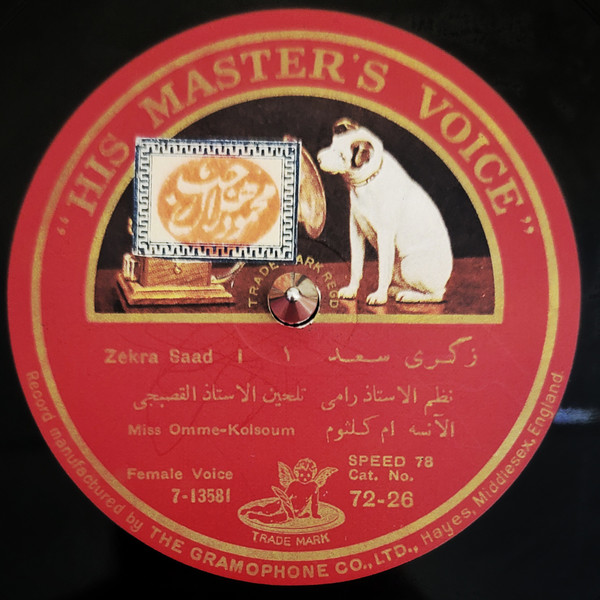 "HIS MASTER'S VOICE"
TRADE MARK REGD
Zekra Saad I ١ زكرى سعد
نظم الاستاذ رامى تلحين الاستاذ القصبجى
Miss Omme-Kolsoum الآنسه ام كلثوم
Female Voice
7-13581
SPEED 78
Cat. No.
72-26
TRADE MARK
Record manufactured by THE GRAMOPHONE CO., LTD., Hayes, Middlesex, England.